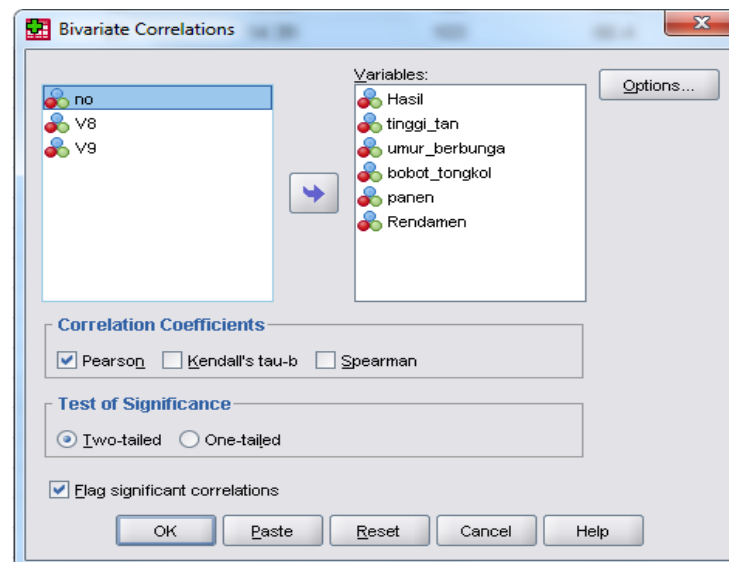 Bivariate Correlations
Variables:
no
V8
V9
Hasil
tinggi_tan
umur_berbunga
bobot_tongkol
panen
Rendamen
Options...
Correlation Coefficients
Pearson Kendall's tau-b Spearman
Test of Significance
Two-tailed One-tailed
Flag significant correlations
OK Paste Reset Cancel Help